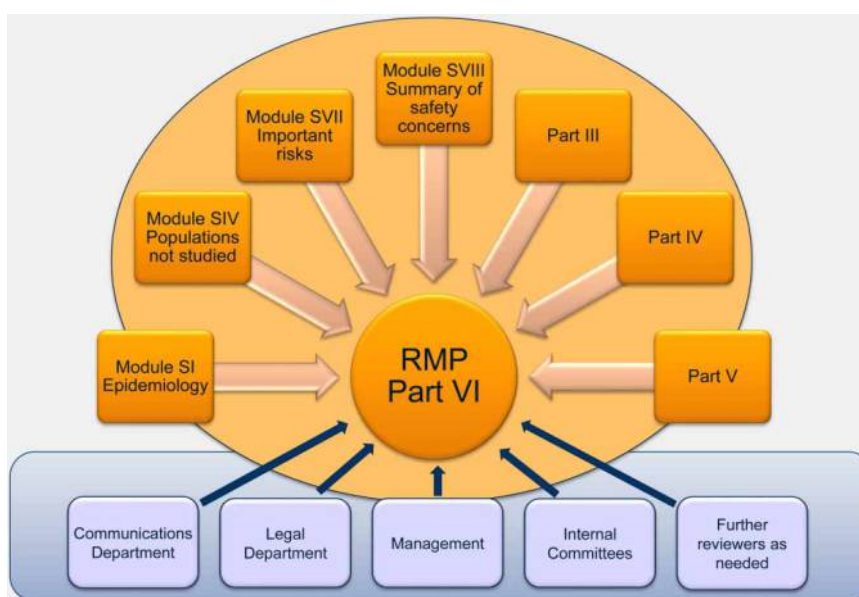 Module SVIII
Summary of
safety
concerns
Module SVII
Important
risks
Part III
Module SIV
Populations
not studied
Part IV
Module SI
Epidemiology
RMP
Part VI
Part V
Communications
Department
Legal
Department
Management
Internal
Committees
Further
reviewers as
needed